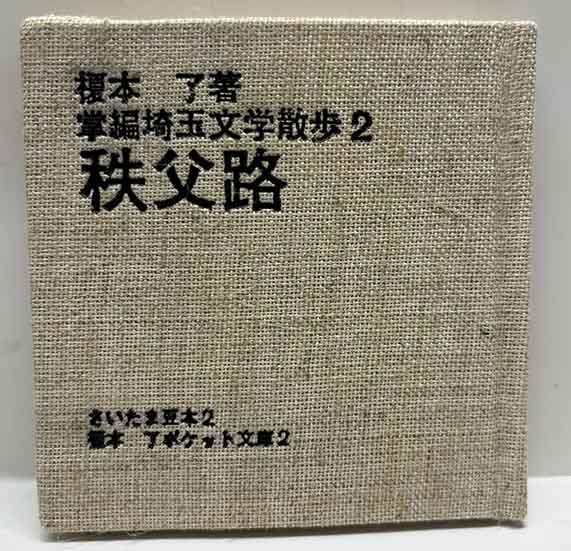 榎本　了著
掌編埼玉文学散歩2
秩父路
さいたま豆本2
榎本　了ポケット文庫2